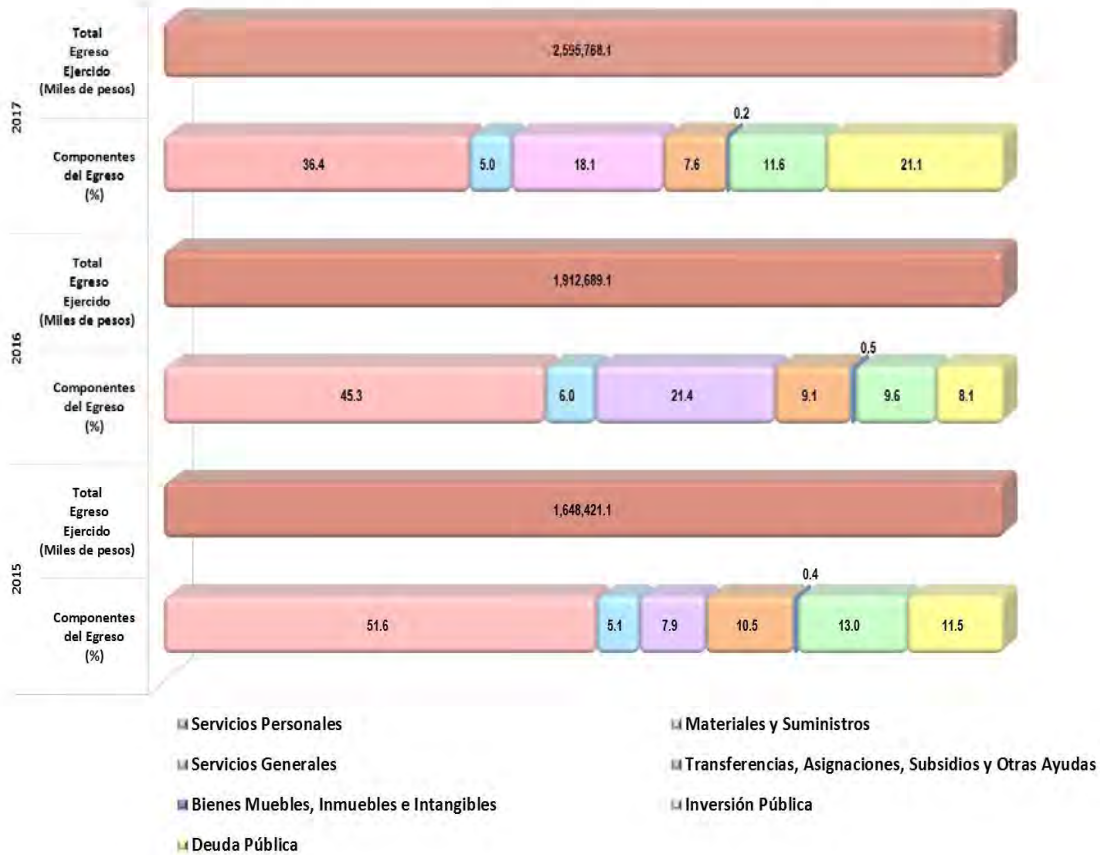 2017
Total
Egreso
Ejercido
(Miles de pesos)
2,595,768.1
Componentes
del Egreso
(%)
36.4
5.0
18.1
7.6
0.2
11.6
21.1
2016
Total
Egreso
Ejercido
(Miles de pesos)
1,912,689.1
Componentes
del Egreso
(%)
45.3
6.0
21.4
9.1
0.5
9.6
8.1
2015
Total
Egreso
Ejercido
(Miles de pesos)
1,648,421.1
Componentes
del Egreso
(%)
51.6
5.1
7.9
10.5
0.4
13.0
11.5
Servicios Personales
Materiales y Suministros
Servicios Generales
Transferencias, Asignaciones, Subsidios y Otras Ayudas
Bienes Muebles, Inmuebles e Intangibles
Inversión Pública
Deuda Pública